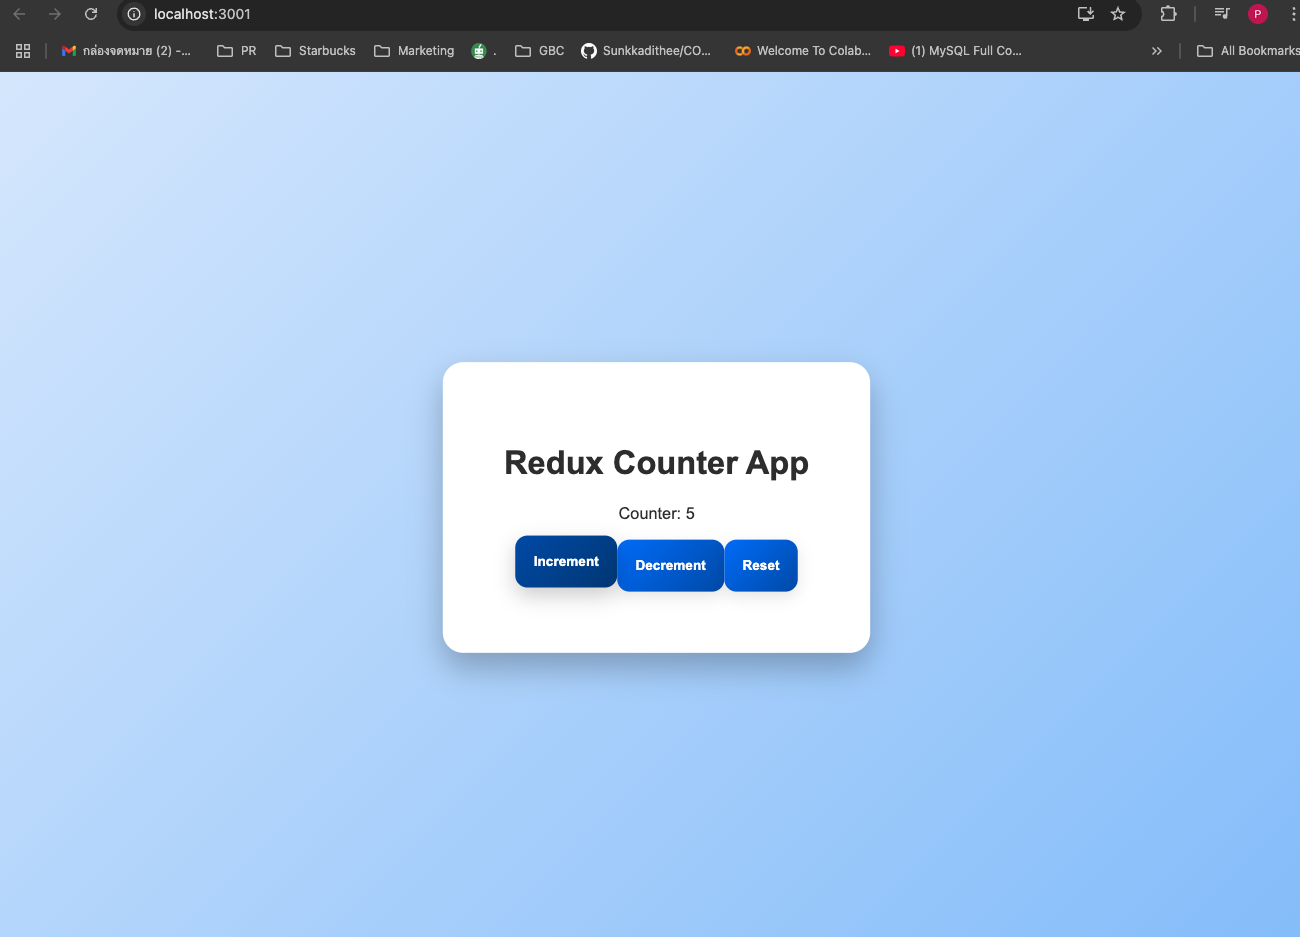 localhost:3001
กล่องจดหมาย (2) -... PR Starbucks Marketing . GBC Sunkkadithee/CO... Welcome To Colab... (1) MySQL Full Co... » All Bookmarks
P
Redux Counter App
Counter: 5
Increment Decrement Reset